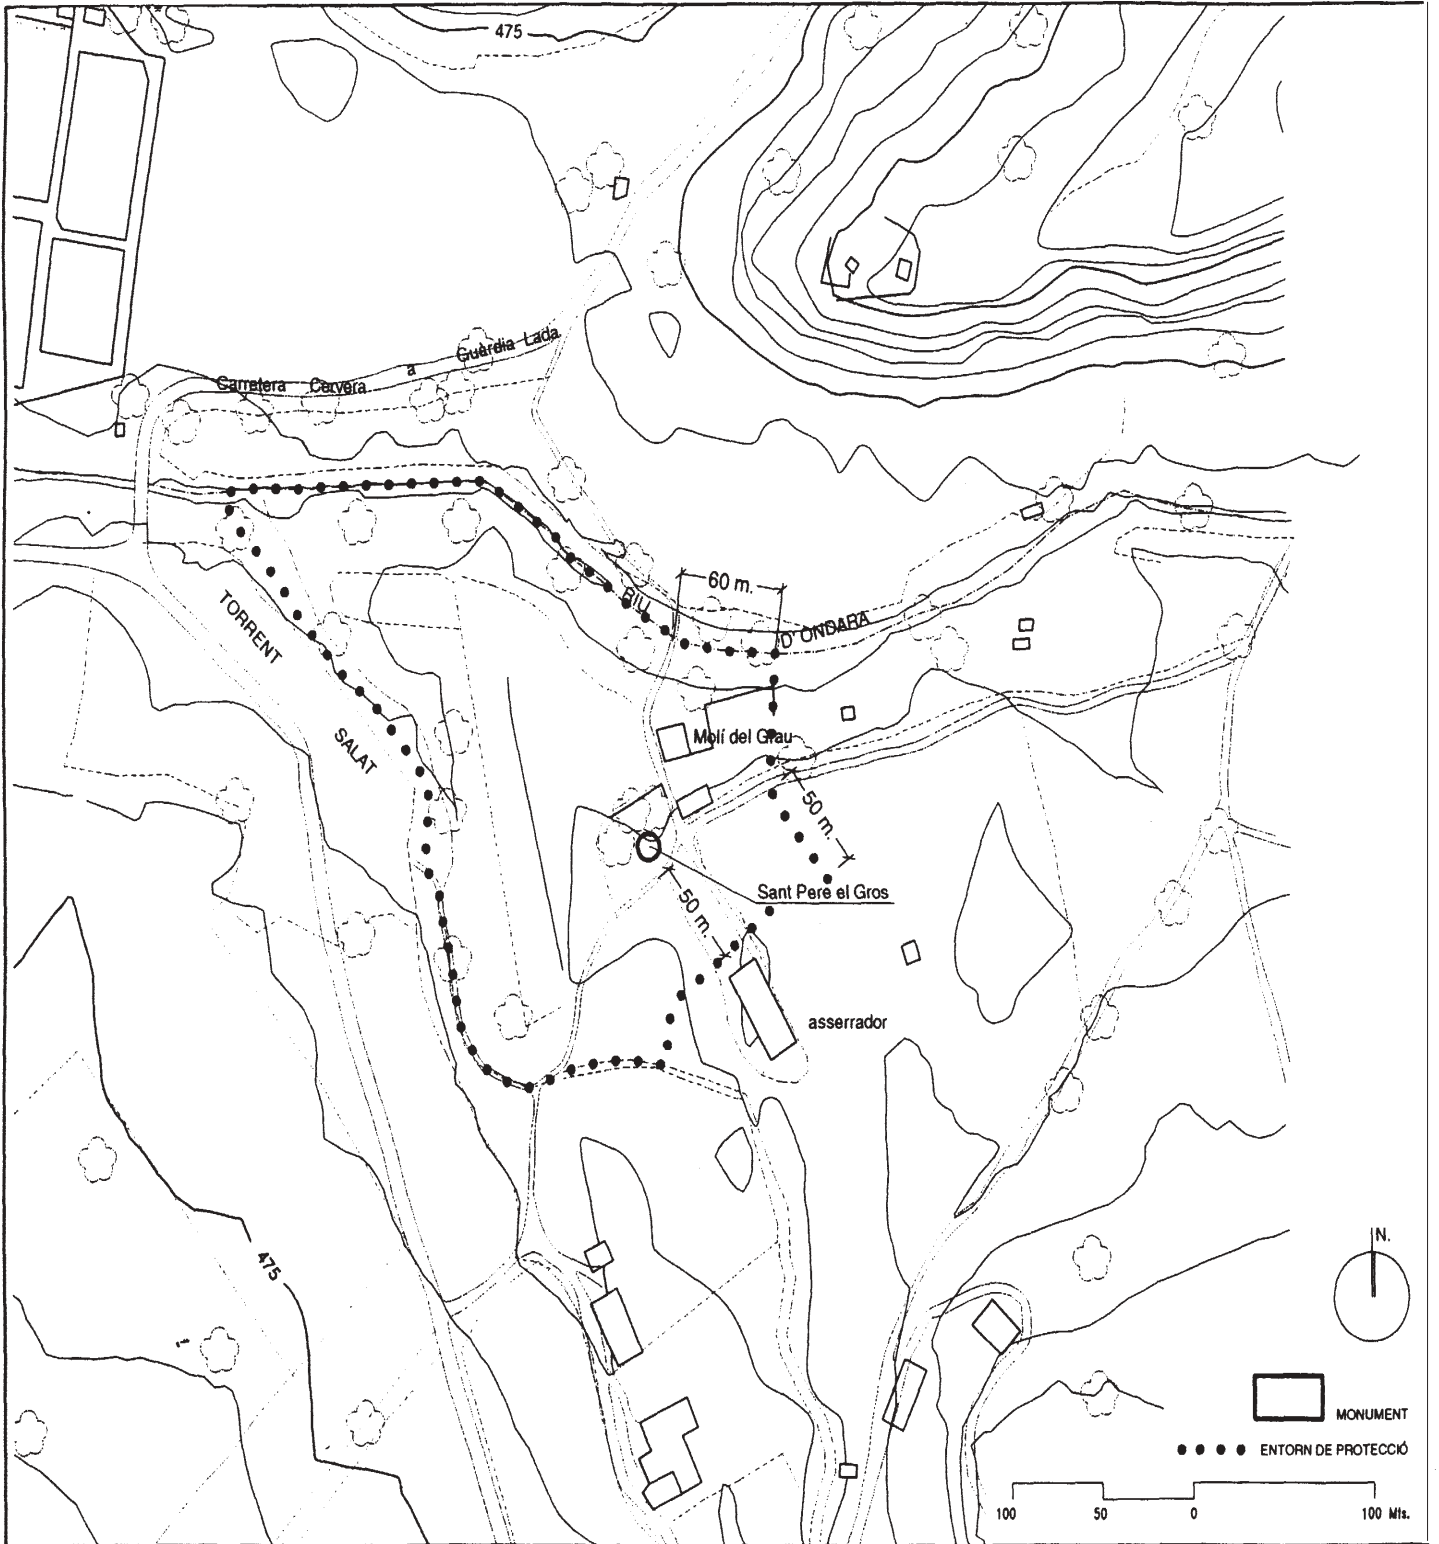 475
Carretera Cervera a Guàrdia Lada
60 m.
RIU D'ONDARA
TORRENT SALAT
Molí del Grau
50 m.
Sant Pere el Gros
50 m.
asserrador
475
N.
MONUMENT
ENTORN DE PROTECCIÓ
100 50 0 100 Mts.